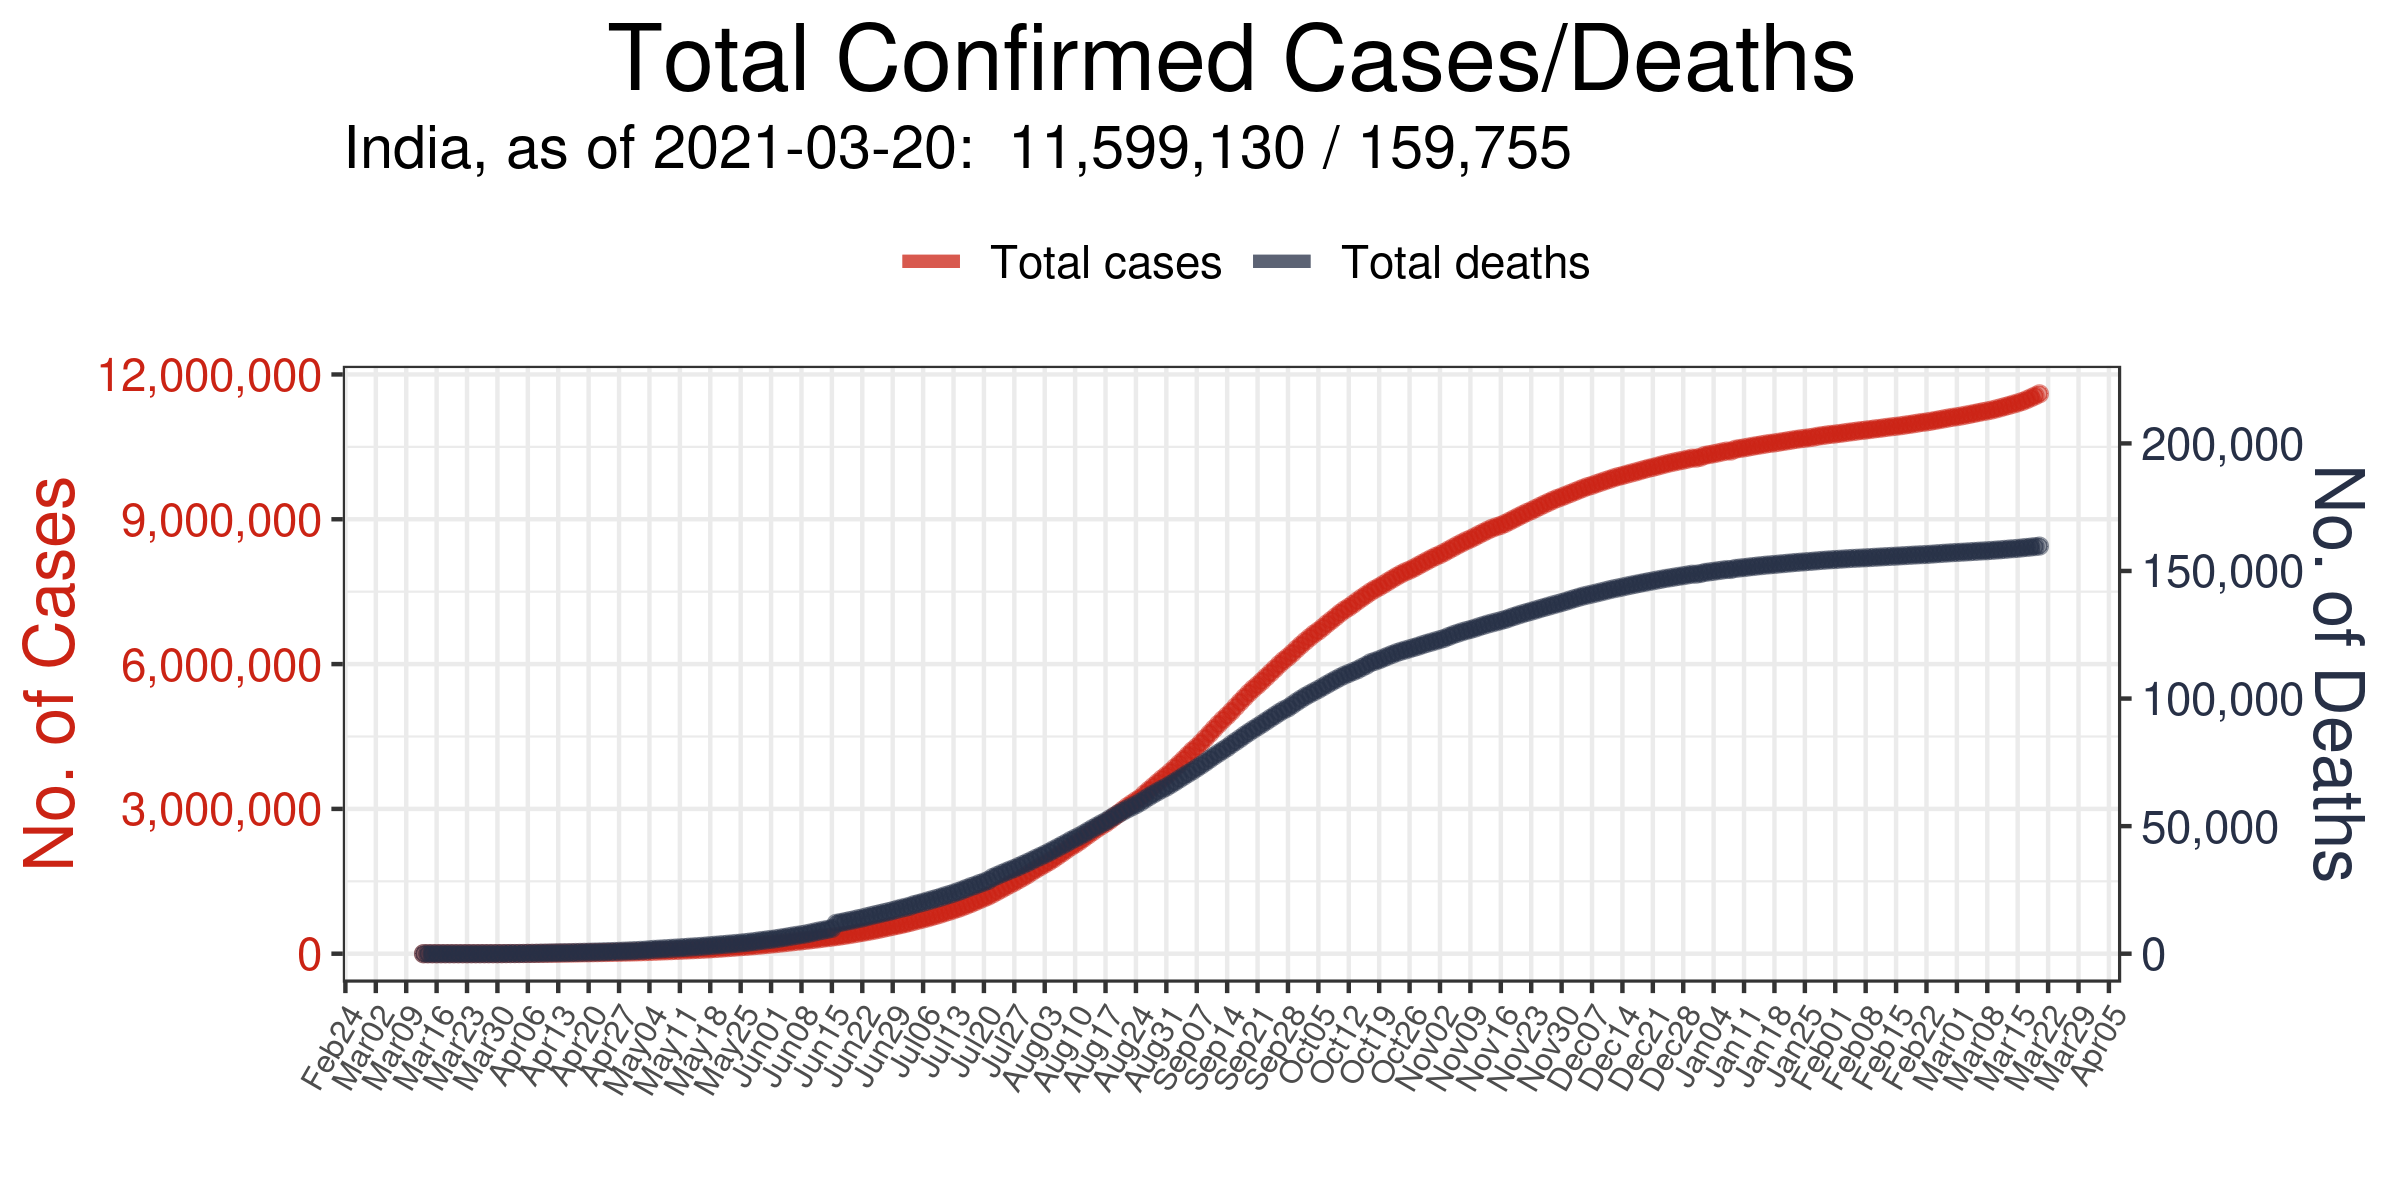 Total Confirmed Cases/Deaths
India, as of 2021-03-20:  11,599,130 / 159,755
Total cases
Total deaths
No. of Cases
12,000,000
9,000,000
6,000,000
3,000,000
0
200,000
150,000
100,000
50,000
0
No. of Deaths
Feb24
Mar02
Mar09
Mar16
Mar23
Mar30
Apr06
Apr13
Apr20
Apr27
May04
May11
May18
May25
Jun01
Jun08
Jun15
Jun22
Jun29
Jul06
Jul13
Jul20
Jul27
Aug03
Aug10
Aug17
Aug24
Aug31
Sep07
Sep14
Sep21
Sep28
Oct05
Oct12
Oct19
Oct26
Nov02
Nov09
Nov16
Nov23
Nov30
Dec07
Dec14
Dec21
Dec28
Jan04
Jan11
Jan18
Jan25
Feb01
Feb08
Feb15
Feb22
Mar01
Mar08
Mar15
Mar22
Mar29
Apr05